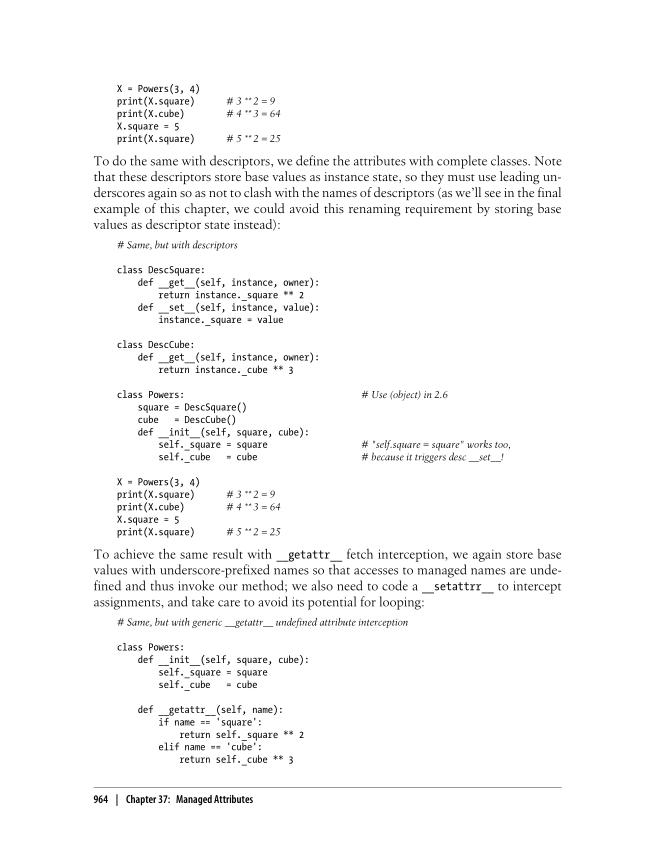 X = Powers(3, 4)
print(X.square)      # 3 ** 2 = 9
print(X.cube)        # 4 ** 3 = 64
X.square = 5
print(X.square)      # 5 ** 2 = 25
To do the same with descriptors, we define the attributes with complete classes. Note
that these descriptors store base values as instance state, so they must use leading un-
derscores again so as not to clash with the names of descriptors (as we’ll see in the final
example of this chapter, we could avoid this renaming requirement by storing base
values as descriptor state instead):
# Same, but with descriptors
class DescSquare:
    def __get__(self, instance, owner):
        return instance._square ** 2
    def __set__(self, instance, value):
        instance._square = value
class DescCube:
    def __get__(self, instance, owner):
        return instance._cube ** 3
class Powers:                                  # Use (object) in 2.6
    square = DescSquare()
    cube   = DescCube()
    def __init__(self, square, cube):
        self._square = square                  # "self.square = square" works too,
        self._cube   = cube                    # because it triggers desc __set__!
X = Powers(3, 4)
print(X.square)      # 3 ** 2 = 9
print(X.cube)        # 4 ** 3 = 64
X.square = 5
print(X.square)      # 5 ** 2 = 25
To achieve the same result with __getattr__ fetch interception, we again store base
values with underscore-prefixed names so that accesses to managed names are unde-
fined and thus invoke our method; we also need to code a __setattrr__ to intercept
assignments, and take care to avoid its potential for looping:
# Same, but with generic __getattr__ undefined attribute interception
class Powers:
    def __init__(self, square, cube):
        self._square = square
        self._cube   = cube
    def __getattr__(self, name):
        if name == 'square':
            return self._square ** 2
        elif name == 'cube':
            return self._cube ** 3
964 | Chapter 37: Managed Attributes